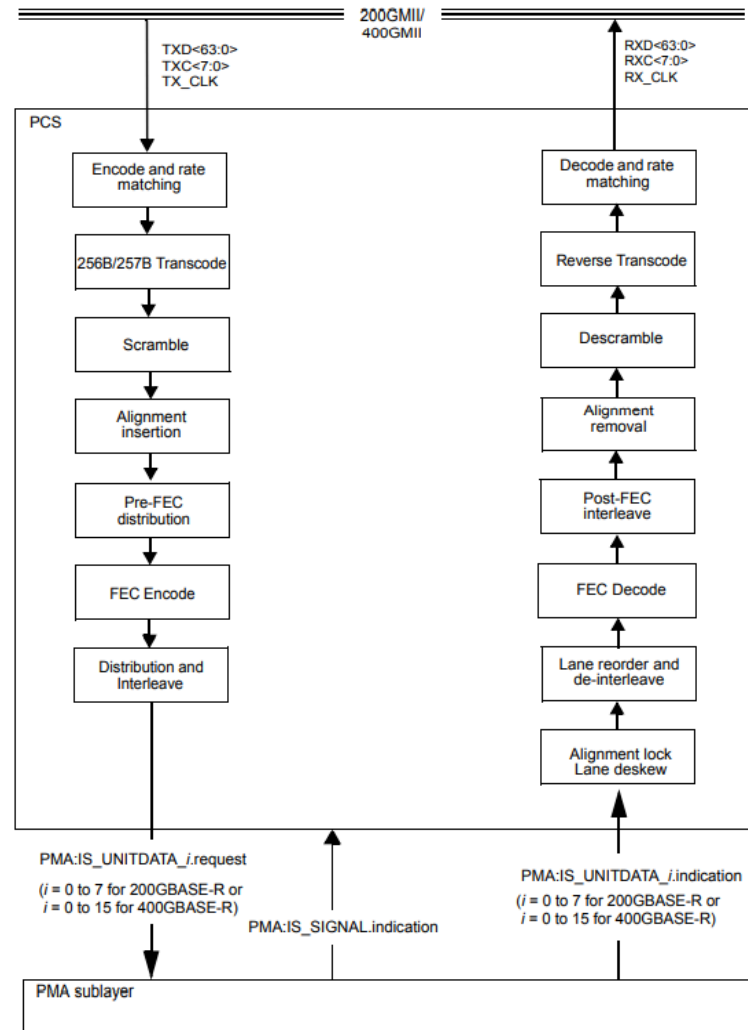 200GMII/
400GMII
TXD<63:0>
TXC<7:0>
TX_CLK
RXD<63:0>
RXC<7:0>
RX_CLK
PCS
Encode and rate
matching
256B/257B Transcode
Scramble
Alignment
insertion
Pre-FEC
distribution
FEC Encode
Distribution and
Interleave
Decode and rate
matching
Reverse Transcode
Descramble
Alignment
removal
Post-FEC
interleave
FEC Decode
Lane reorder and
de-interleave
Alignment lock
Lane deskew
PMA:IS_UNITDATA_i.request
(i = 0 to 7 for 200GBASE-R or
i = 0 to 15 for 400GBASE-R)
PMA:IS_SIGNAL.indication
PMA:IS_UNITDATA_i.indication
(i = 0 to 7 for 200GBASE-R or
i = 0 to 15 for 400GBASE-R)
PMA sublayer